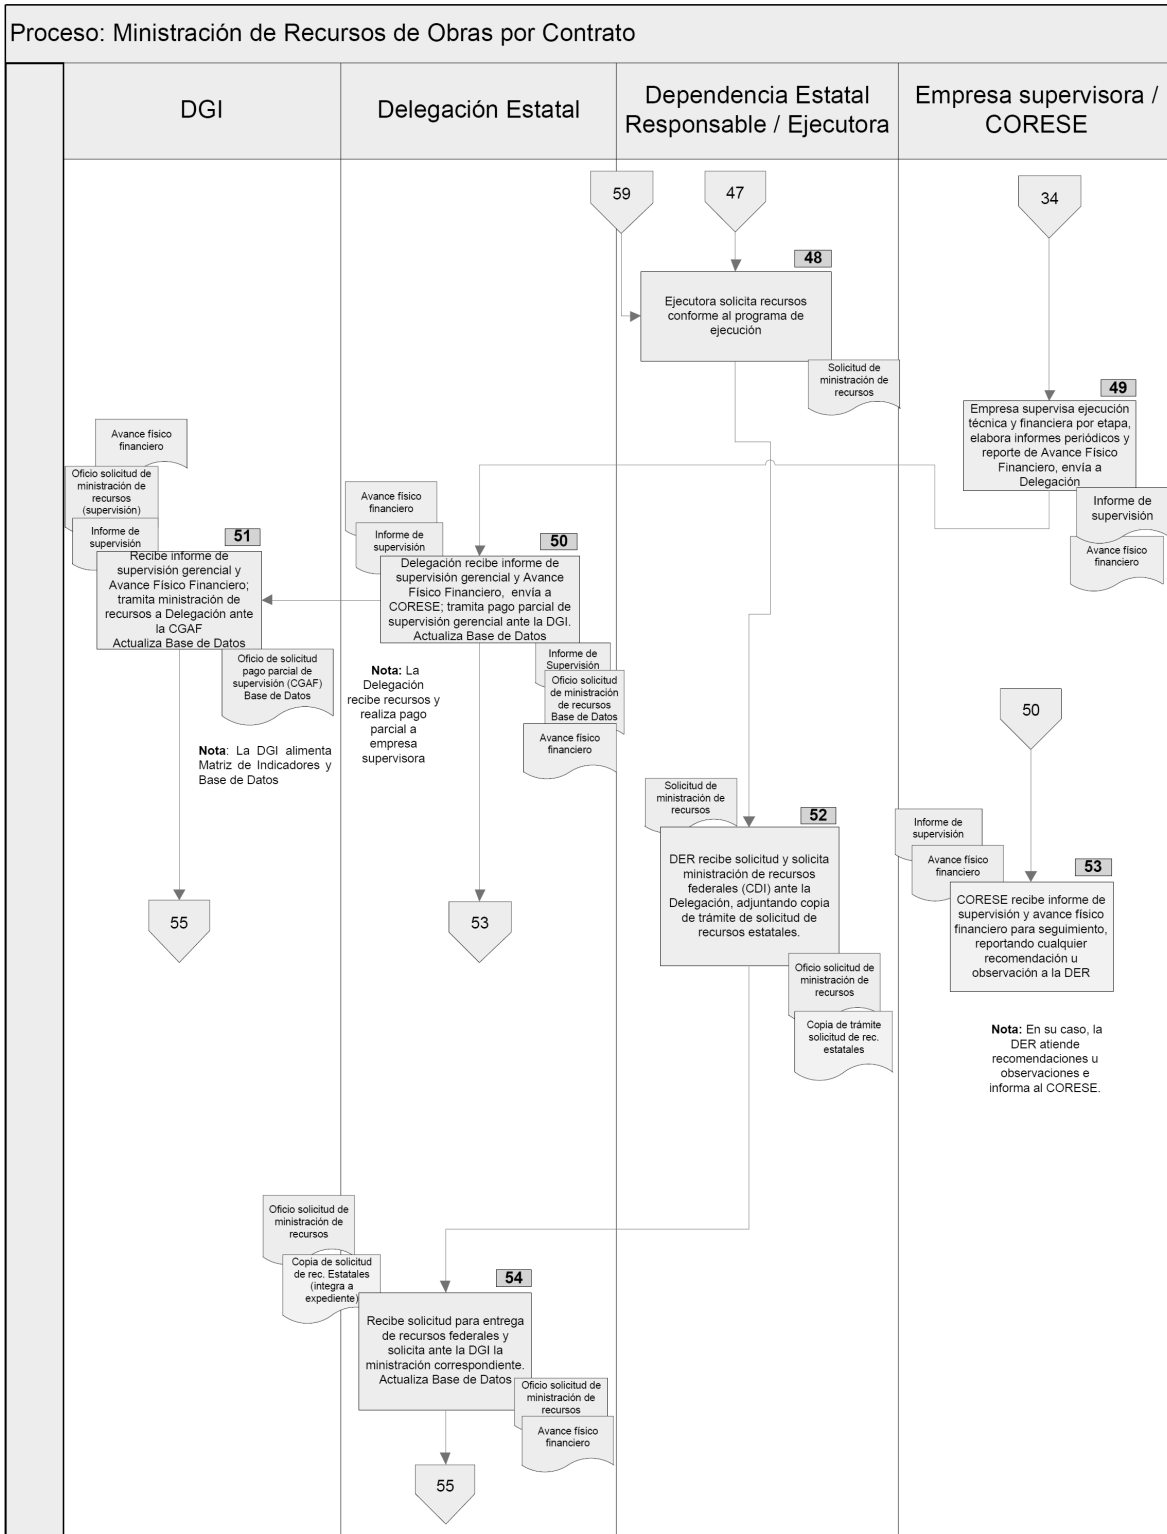 Proceso: Ministración de Recursos de Obras por Contrato
DGI
Delegación Estatal
Dependencia Estatal
Responsable / Ejecutora
Empresa supervisora /
CORESE
59
47
34
48
Ejecutora solicita recursos
conforme al programa de
ejecución
Solicitud de
ministración de
recursos
49
Empresa supervisa ejecución
técnica y financiera por etapa,
elabora informes periódicos y
reporte de Avance Físico
Financiero, envía a
Delegación
Informe de
supervisión
Avance físico
financiero
Avance físico
financiero
Oficio solicitud de
ministración de
recursos
(supervisión)
Informe de
supervisión
51
Recibe informe de
supervisión gerencial y
Avance Físico Financiero;
tramita ministración de
recursos a Delegación ante
la CGAF
Actualiza Base de Datos
Oficio de solicitud
pago parcial de
supervisión (CGAF)
Base de Datos
Nota: La DGI alimenta
Matriz de Indicadores y
Base de Datos
55
Avance físico
financiero
Informe de
supervisión
50
Delegación recibe informe de
supervisión gerencial y Avance
Físico Financiero, envía a
CORESE; tramita pago parcial de
supervisión gerencial ante la DGI.
Actualiza Base de Datos
Informe de
Supervisión
Oficio solicitud
de ministración
de recursos
Base de Datos
Avance físico
financiero
Nota: La
Delegación
recibe recursos y
realiza pago
parcial a
empresa
supervisora
53
Solicitud de
ministración de
recursos
52
DER recibe solicitud y solicita
ministración de recursos
federales (CDI) ante la
Delegación, adjuntando copia
de trámite de solicitud de
recursos estatales.
Oficio solicitud de
ministración de
recursos
Copia de trámite
solicitud de rec.
estatales
50
Informe de
supervisión
Avance físico
financiero
53
CORESE recibe informe de
supervisión y avance físico
financiero para seguimiento,
reportando cualquier
recomendación u
observación a la DER
Nota: En su caso, la
DER atiende
recomendaciones u
observaciones e
informa al CORESE.
Oficio solicitud de
ministración de
recursos
Copia de solicitud
de rec. Estatales
(integra a
expediente)
54
Recibe solicitud para entrega
de recursos federales y
solicita ante la DGI la
ministración correspondiente.
Actualiza Base de Datos
Oficio solicitud de
ministración de
recursos
Avance físico
financiero
55